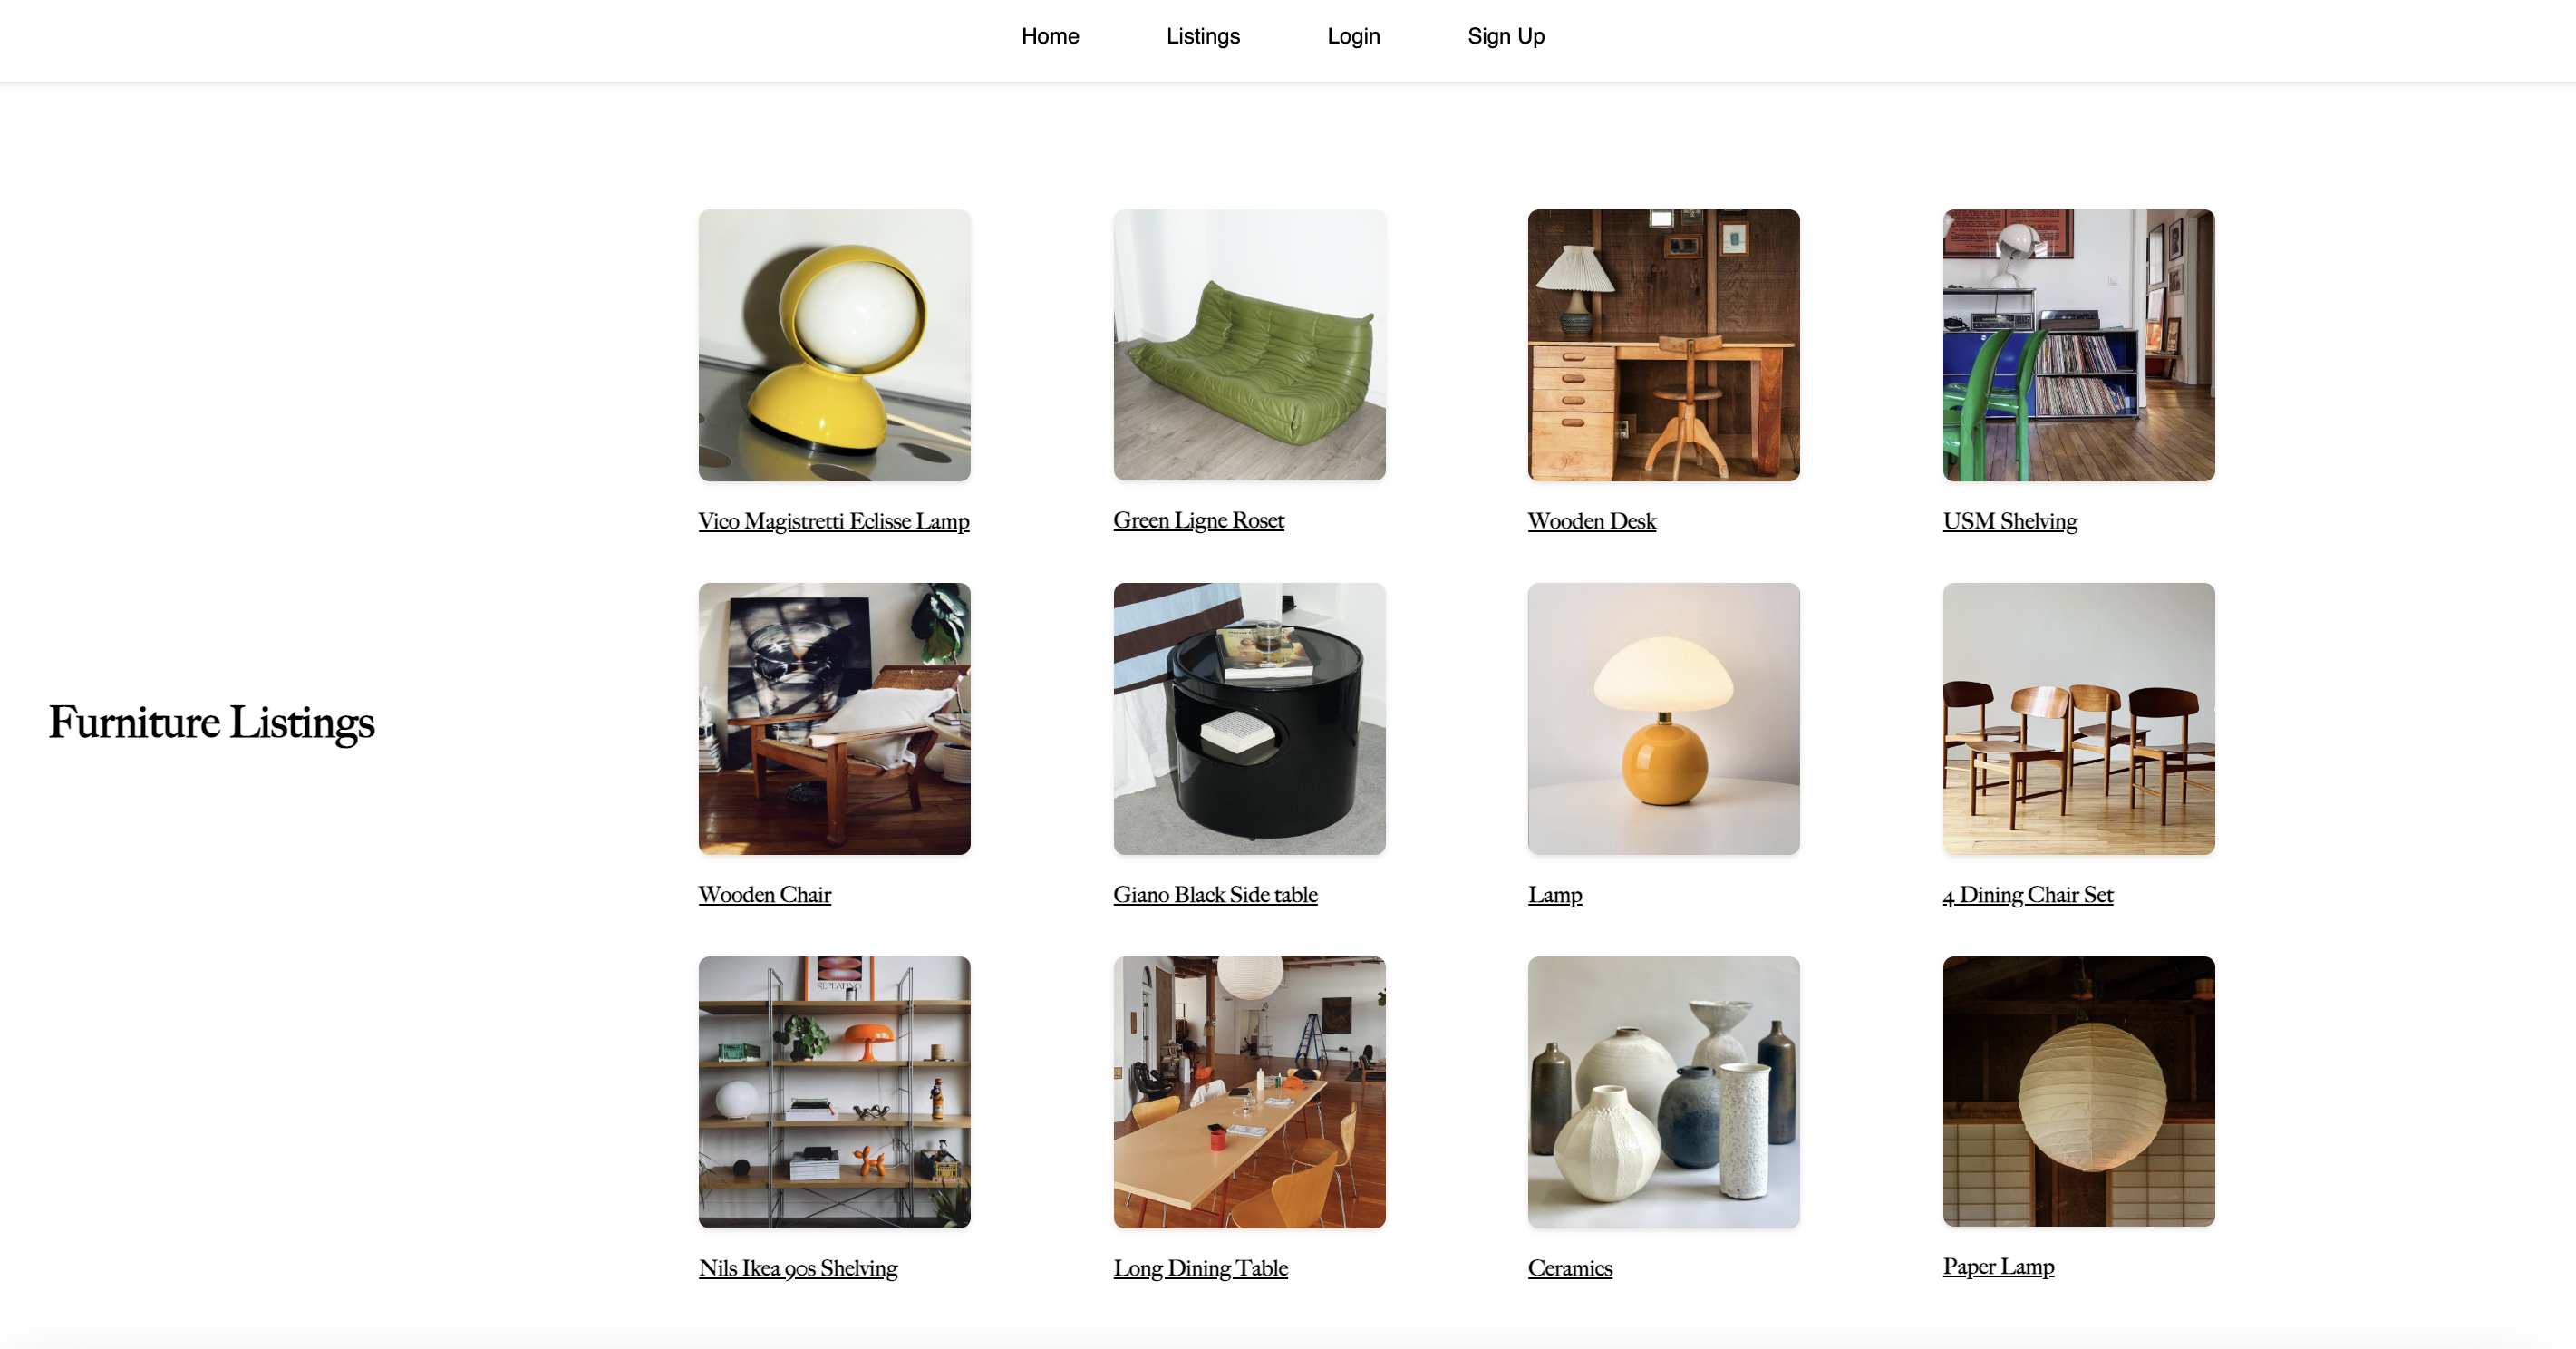 Home Listings Login Sign Up
Vico Magistretti Eclisse Lamp
Green Ligne Roset
Wooden Desk
USM Shelving
Furniture Listings
Wooden Chair
Giano Black Side table
Lamp
4 Dining Chair Set
REPEATING
Nils Ikea 90s Shelving
Long Dining Table
Ceramics
Paper Lamp